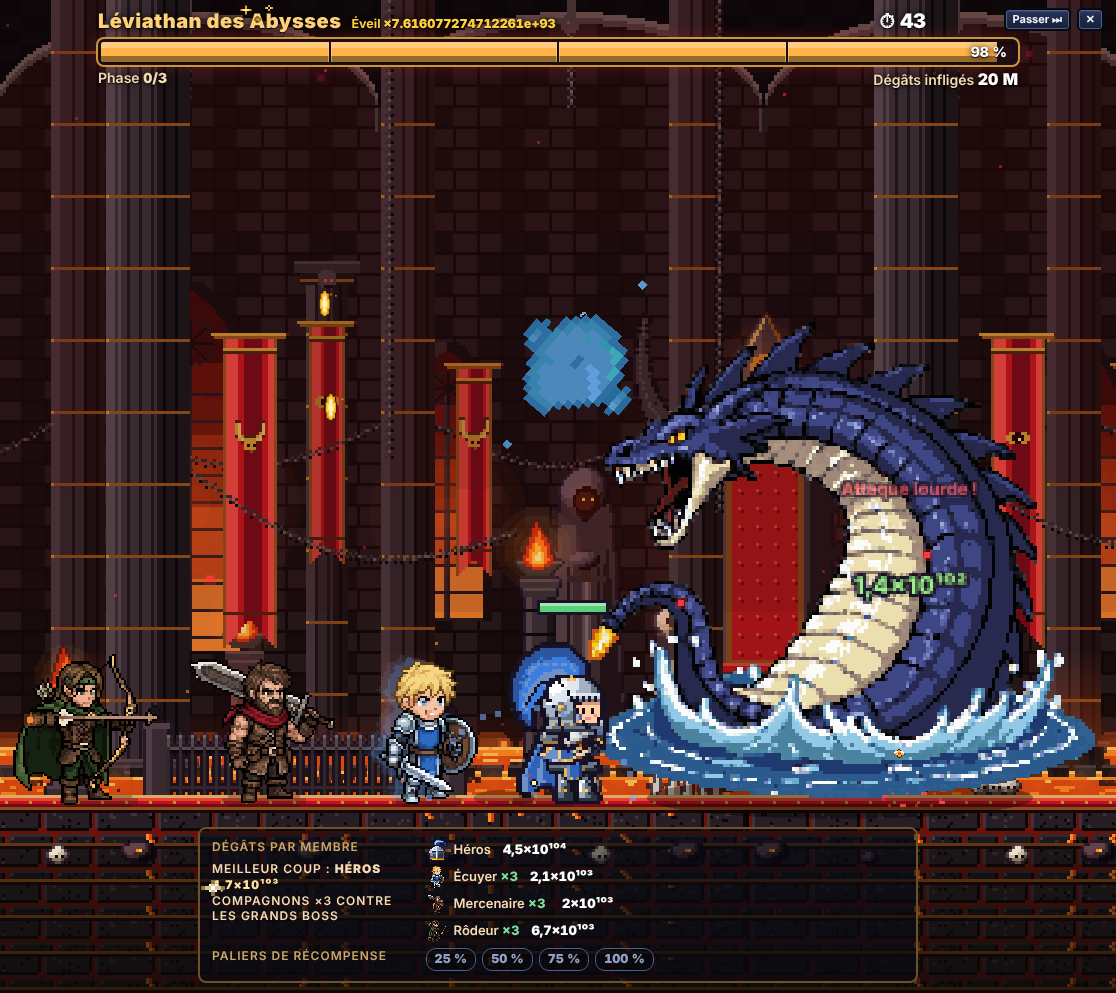 Léviathan des Abysses Éveil ×7.616077274712261e+93
43
Passer
×
98 %
Phase 0/3
Dégâts infligés 20 M
Attaque lourde !
1,4×10¹⁰²
DÉGÂTS PAR MEMBRE
MEILLEUR COUP : HÉROS
7×10¹⁰³
COMPAGNONS ×3 CONTRE
LES GRANDS BOSS
Héros 4,5×10¹⁰⁴
Écuyer ×3 2,1×10¹⁰³
Mercenaire ×3 2×10¹⁰³
Rôdeur ×3 6,7×10¹⁰³
PALIERS DE RÉCOMPENSE
25 % 50 % 75 % 100 %